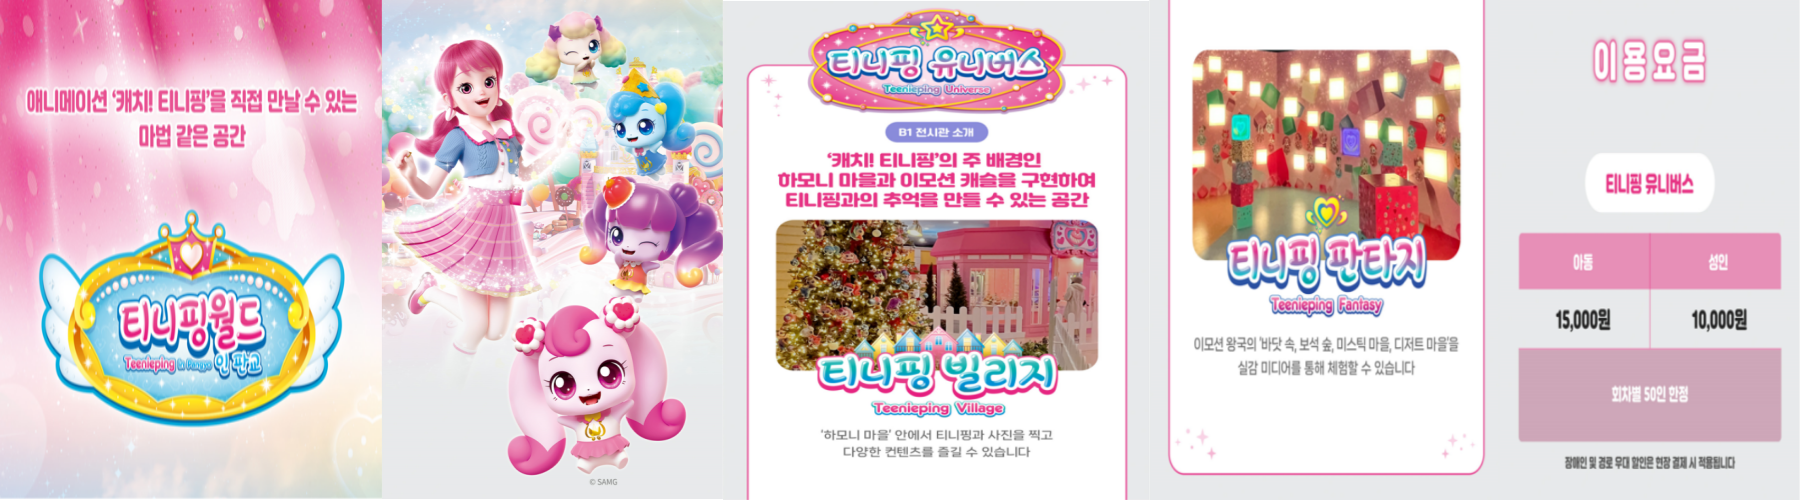 애니메이션 '캐치! 티니핑'을 직접 만날 수 있는
마법 같은 공간
티니핑월드
Teenieping in Pangyo 인 판교
© SAMG
티니핑 유니버스
Teenieping Universe
B1 전시관 소개
'캐치! 티니핑'의 주 배경인
하모니 마을과 이모션 캐슬을 구현하여
티니핑과의 추억을 만들 수 있는 공간
티니핑 빌리지
Teenieping Village
'하모니 마을' 안에서 티니핑과 사진을 찍고
다양한 컨텐츠를 즐길 수 있습니다
티니핑 판타지
Teenieping Fantasy
이모션 왕국의 '바닷 속, 보석 숲, 미스틱 마을, 디저트 마을'을
실감 미디어를 통해 체험할 수 있습니다
이용요금
티니핑 유니버스
아동 성인
15,000원 10,000원
회차별 50인 한정
장애인 및 경로 우대 할인은 현장 결제 시 적용됩니다